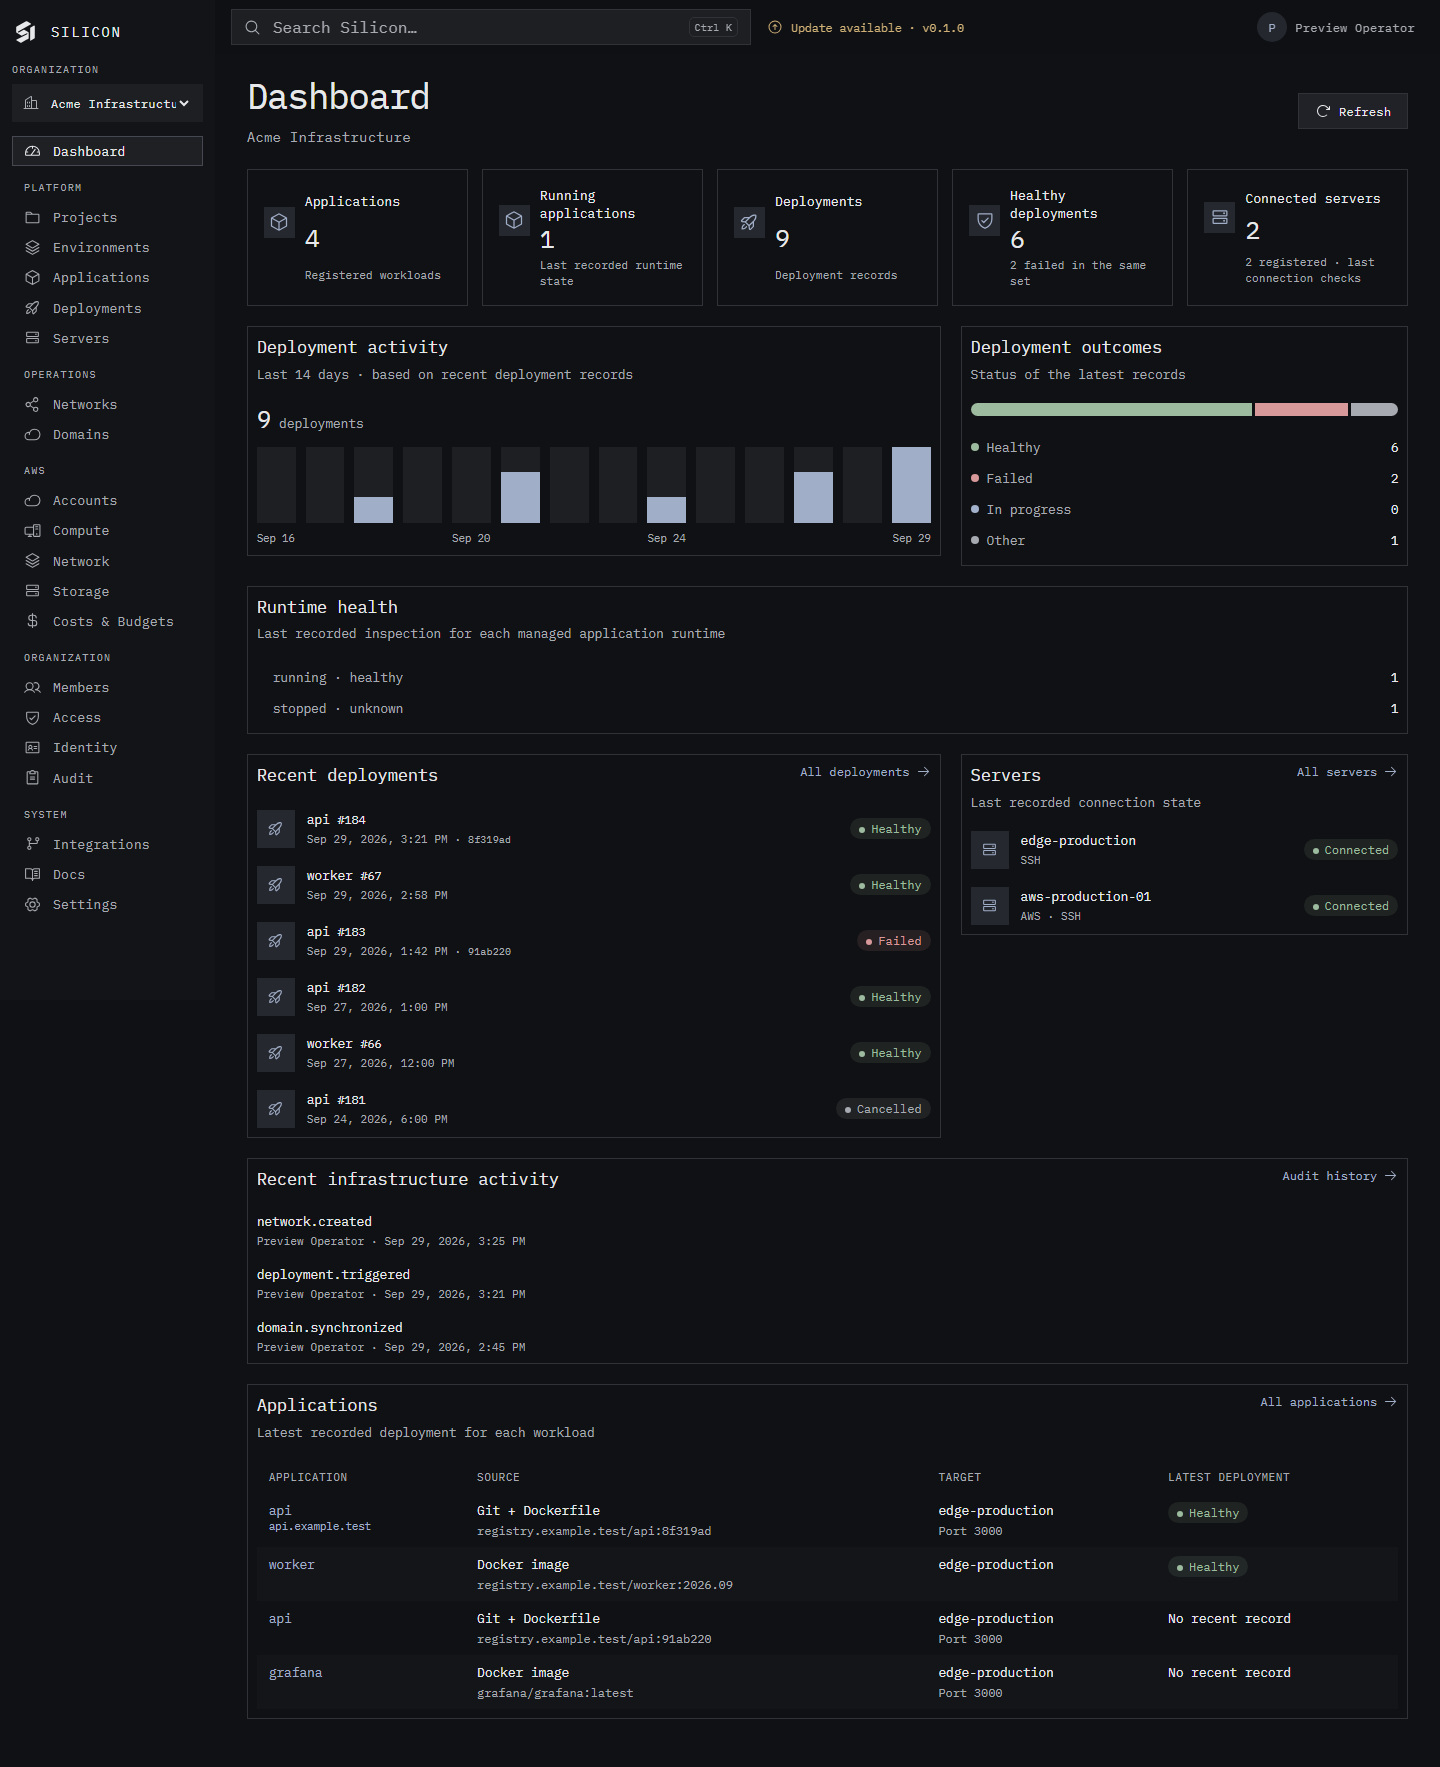 SILICON
ORGANIZATION
Acme Infrastructu
Dashboard
PLATFORM
Projects
Environments
Applications
Deployments
Servers
OPERATIONS
Networks
Domains
AWS
Accounts
Compute
Network
Storage
Costs & Budgets
ORGANIZATION
Members
Access
Identity
Audit
SYSTEM
Integrations
Docs
Settings
Search Silicon…
Ctrl K
Update available · v0.1.0
P
Preview Operator
Dashboard
Acme Infrastructure
Refresh
Applications
4
Registered workloads
Running
applications
1
Last recorded runtime
state
Deployments
9
Deployment records
Healthy
deployments
6
2 failed in the same
set
Connected servers
2
2 registered · last
connection checks
Deployment activity
Last 14 days · based on recent deployment records
9 deployments
Sep 16
Sep 20
Sep 24
Sep 29
Deployment outcomes
Status of the latest records
Healthy 6
Failed 2
In progress 0
Other 1
Runtime health
Last recorded inspection for each managed application runtime
running · healthy 1
stopped · unknown 1
Recent deployments
All deployments →
api #184
Sep 29, 2026, 3:21 PM · 8f319ad
Healthy
worker #67
Sep 29, 2026, 2:58 PM
Healthy
api #183
Sep 29, 2026, 1:42 PM · 91ab220
Failed
api #182
Sep 27, 2026, 1:00 PM
Healthy
worker #66
Sep 27, 2026, 12:00 PM
Healthy
api #181
Sep 24, 2026, 6:00 PM
Cancelled
Servers
All servers →
Last recorded connection state
edge-production
SSH
Connected
aws-production-01
AWS · SSH
Connected
Recent infrastructure activity
Audit history →
network.created
Preview Operator · Sep 29, 2026, 3:25 PM
deployment.triggered
Preview Operator · Sep 29, 2026, 3:21 PM
domain.synchronized
Preview Operator · Sep 29, 2026, 2:45 PM
Applications
All applications →
Latest recorded deployment for each workload
APPLICATION SOURCE TARGET LATEST DEPLOYMENT
api Git + Dockerfile edge-production Healthy
api.example.test registry.example.test/api:8f319ad Port 3000
worker Docker image edge-production Healthy
registry.example.test/worker:2026.09
api Git + Dockerfile edge-production No recent record
registry.example.test/api:91ab220 Port 3000
grafana Docker image edge-production No recent record
grafana/grafana:latest Port 3000